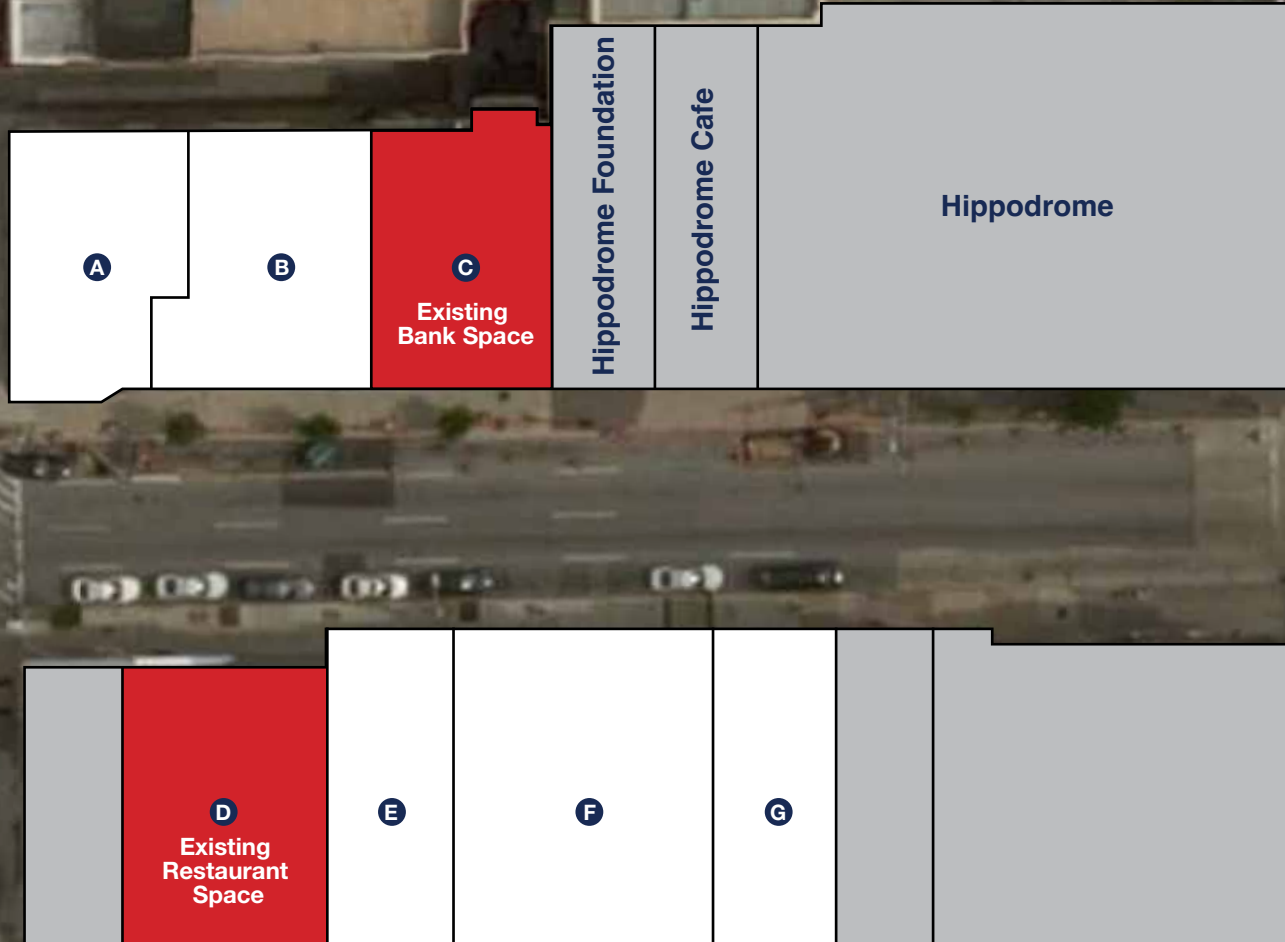 A
B
C
Existing
Bank Space
Hippodrome Foundation
Hippodrome Cafe
Hippodrome
D
Existing
Restaurant
Space
E
F
G